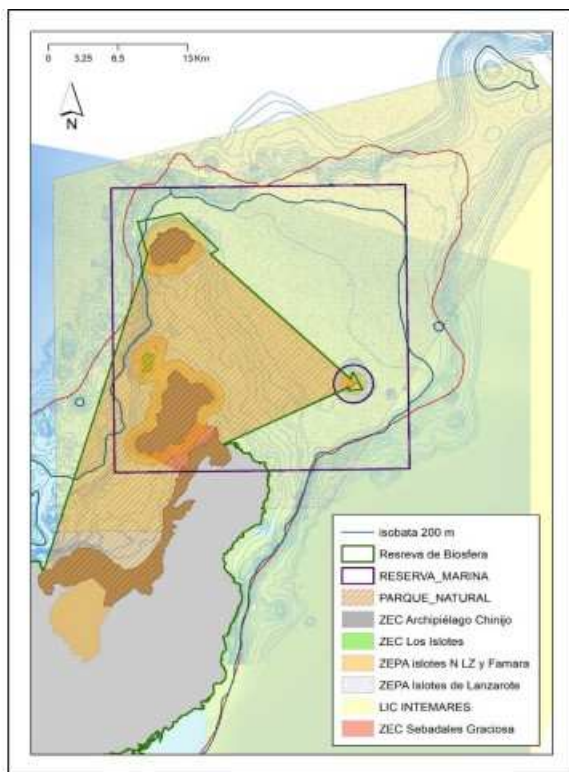 0 3.25 6.5 13 Km
N
isobata 200 m
Resreva de Biosfera
RESERVA_MARINA
PARQUE_NATURAL
ZEC Archipiélago Chinijo
ZEC Los Islotes
ZEPA islotes N LZ y Famara
ZEPA Islotes de Lanzarote
LIC INTEMARES
ZEC Sebadales Graciosa